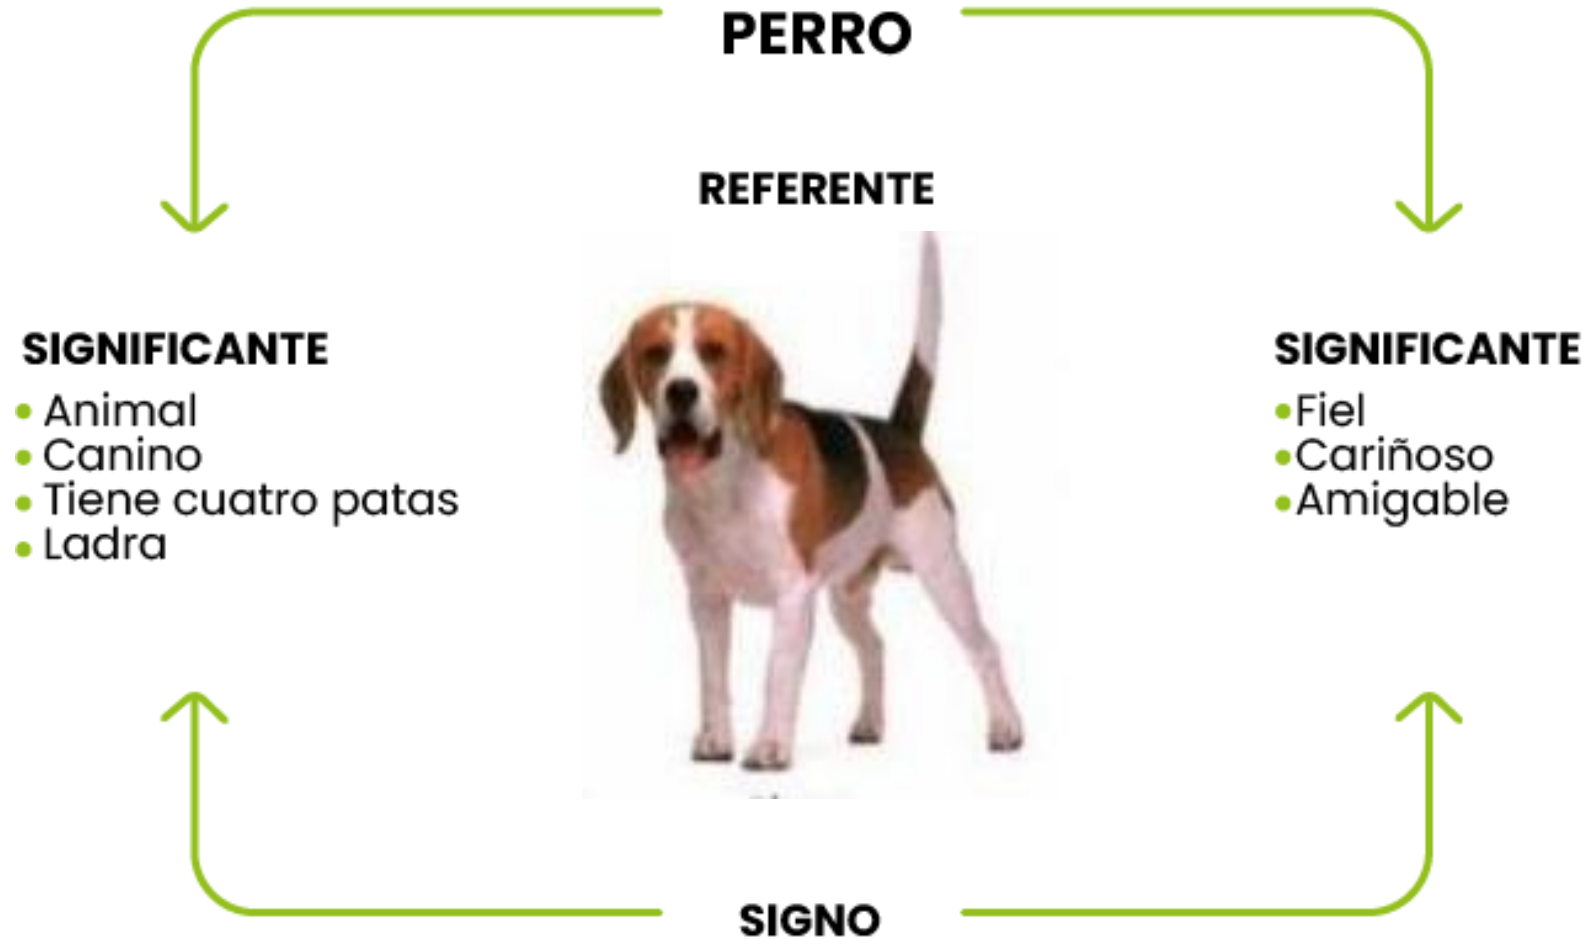 PERRO
REFERENTE
SIGNIFICANTE
• Animal
• Canino
• Tiene cuatro patas
• Ladra
SIGNIFICANTE
• Fiel
• Cariñoso
• Amigable
SIGNO